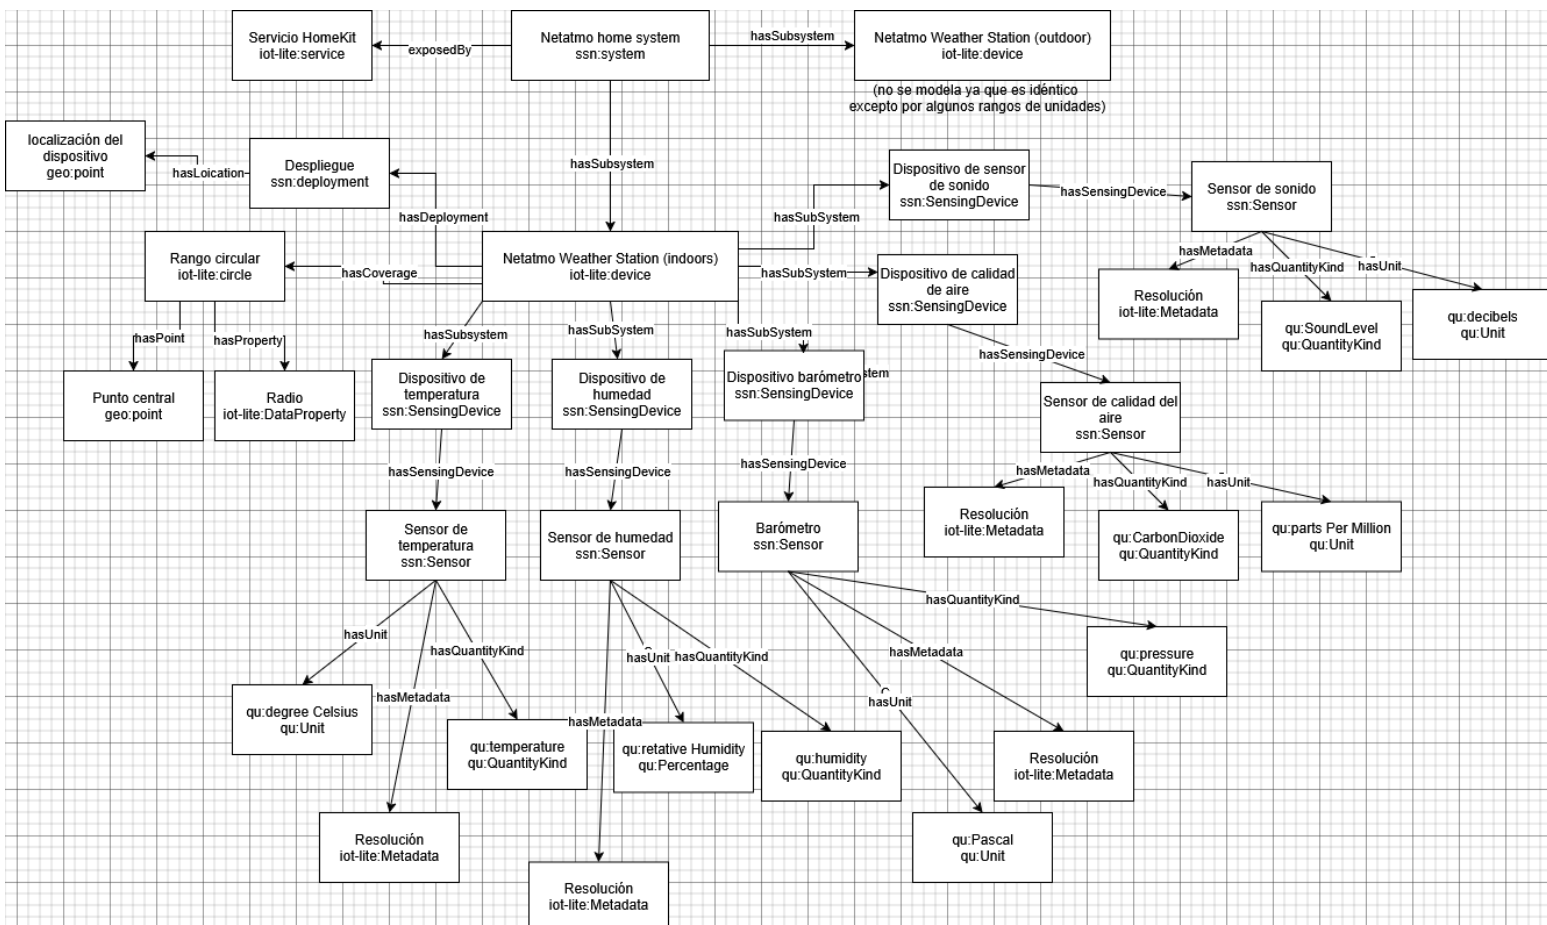 Servicio HomeKit
iot-lite:service
exposedBy
Netatmo home system
ssn:system
hasSubsystem
Netatmo Weather Station (outdoor)
iot-lite:device
(no se modela ya que es idéntico
excepto por algunos rangos de unidades)
localización del
dispositivo
geo:point
hasLoication
Despliegue
ssn:deployment
hasSubsystem
Dispositivo de sensor
de sonido
ssn:SensingDevice
hasSensingDevice
Sensor de sonido
ssn:Sensor
hasDeployment
hasSubSystem
Rango circular
iot-lite:circle
hasCoverage
Netatmo Weather Station (indoors)
iot-lite:device
hasSubSystem
Dispositivo de calidad
de aire
ssn:SensingDevice
hasMetadata
hasQuantityKind
hasUnit
Resolución
iot-lite:Metadata
qu:SoundLevel
qu:QuantityKind
qu:decibels
qu:Unit
hasPoint
hasProperty
hasSubsystem
hasSubSystem
hasSubSystem
hasSensingDevice
Punto central
geo:point
Radio
iot-lite:DataProperty
Dispositivo de
temperatura
ssn:SensingDevice
Dispositivo de
humedad
ssn:SensingDevice
Dispositivo barómetro
ssn:SensingDevice
stem
Sensor de calidad del
aire
ssn:Sensor
hasSensingDevice
hasSensingDevice
hasSensingDevice
hasMetadata
hasQuantityKind
hasUnit
Resolución
iot-lite:Metadata
qu:CarbonDioxide
qu:QuantityKind
qu:parts Per Million
qu:Unit
Sensor de
temperatura
ssn:Sensor
Sensor de humedad
ssn:Sensor
Barómetro
ssn:Sensor
hasUnit
hasQuantityKind
hasMetadata
hasUnit
hasQuantityKind
hasMetadata
hasQuantityKind
hasMetadata
hasUnit
qu:pressure
qu:QuantityKind
qu:degree Celsius
qu:Unit
qu:temperature
qu:QuantityKind
qu:retative Humidity
qu:Percentage
qu:humidity
qu:QuantityKind
Resolución
iot-lite:Metadata
Resolución
iot-lite:Metadata
Resolución
iot-lite:Metadata
qu:Pascal
qu:Unit